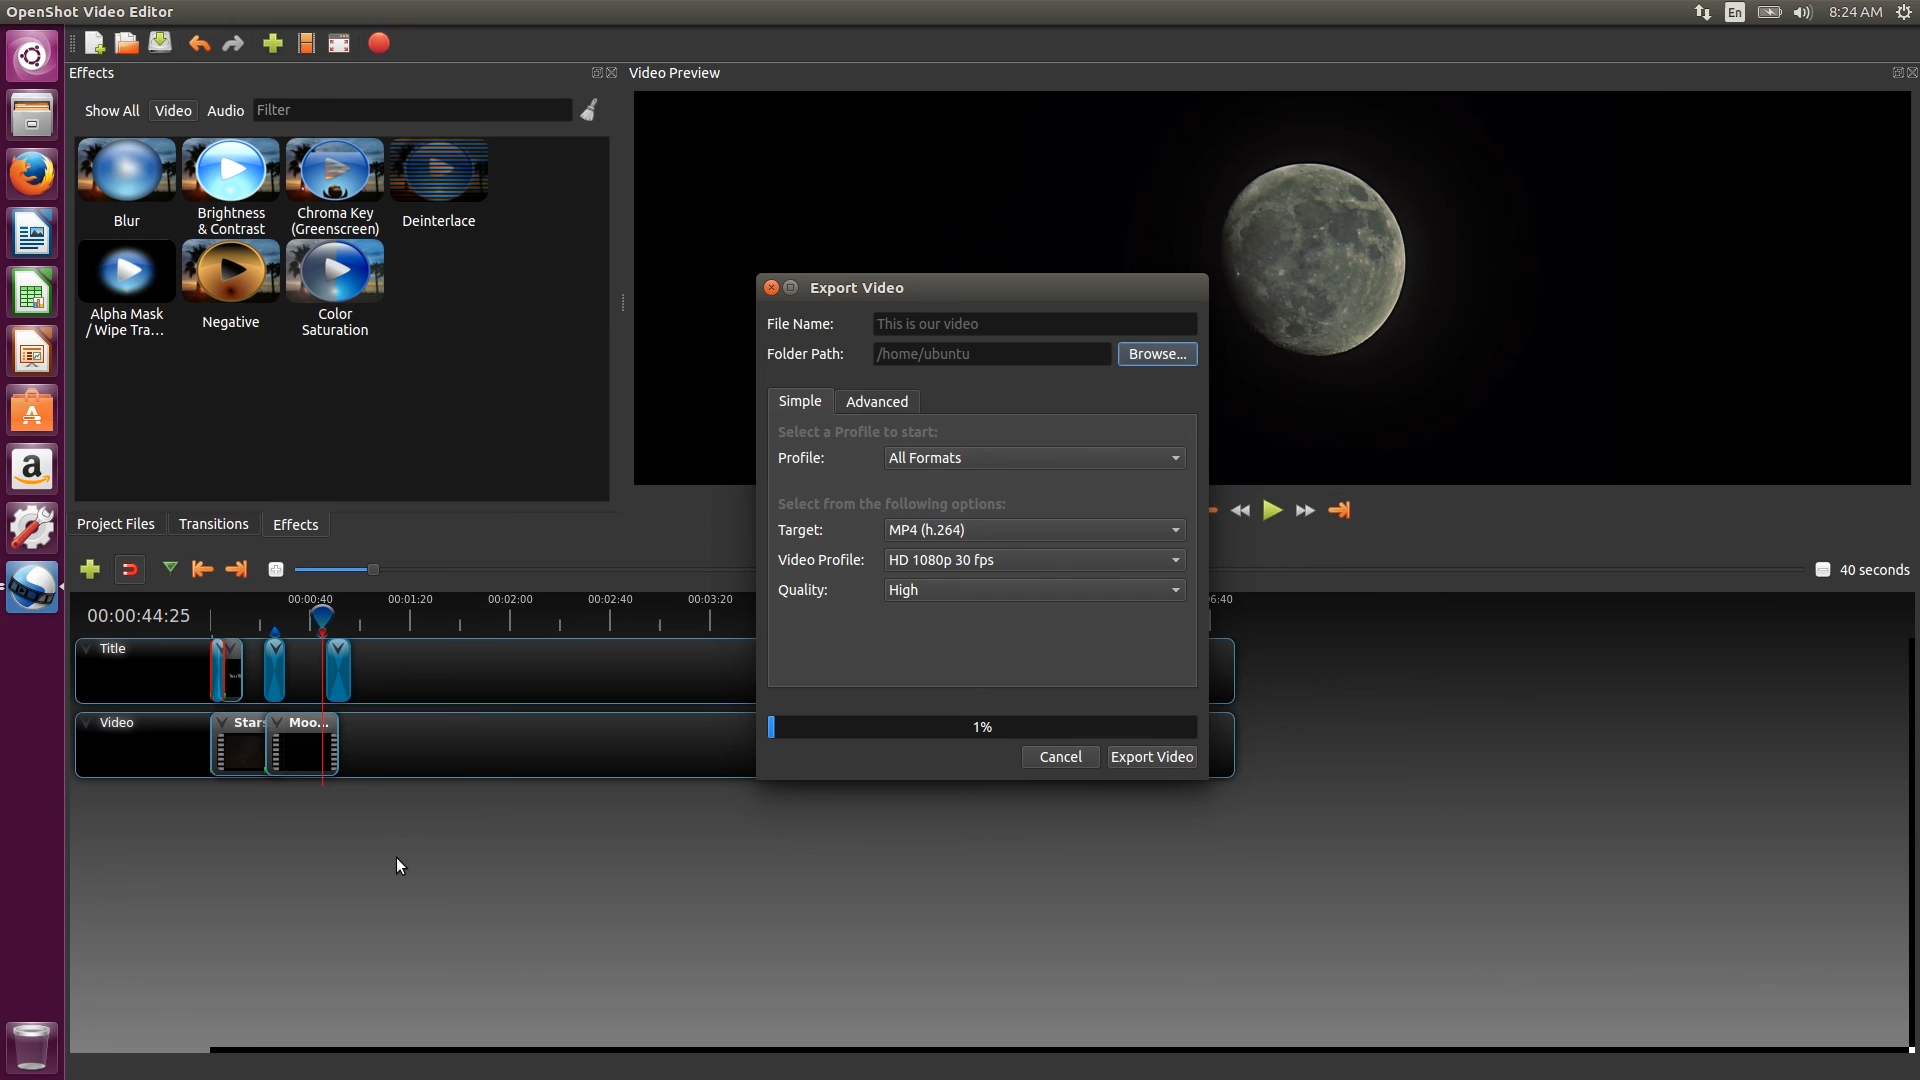 OpenShot Video Editor
En
8:24 AM
Effects
Video Preview
Show All
Video
Audio
Filter
Blur
Brightness
& Contrast
Chroma Key
(Greenscreen)
Deinterlace
Alpha Mask
/ Wipe Tra...
Negative
Color
Saturation
Export Video
File Name:
This is our video
Folder Path:
/home/ubuntu
Browse...
Simple
Advanced
Select a Profile to start:
Profile:
All Formats
Select from the following options:
Target:
MP4 (h.264)
Video Profile:
HD 1080p 30 fps
Quality:
High
1%
Cancel
Export Video
Project Files
Transitions
Effects
40 seconds
00:00:44:25
00:00:40
00:01:20
00:02:00
00:02:40
00:03:20
6:40
Title
Video
Stars
Moo...